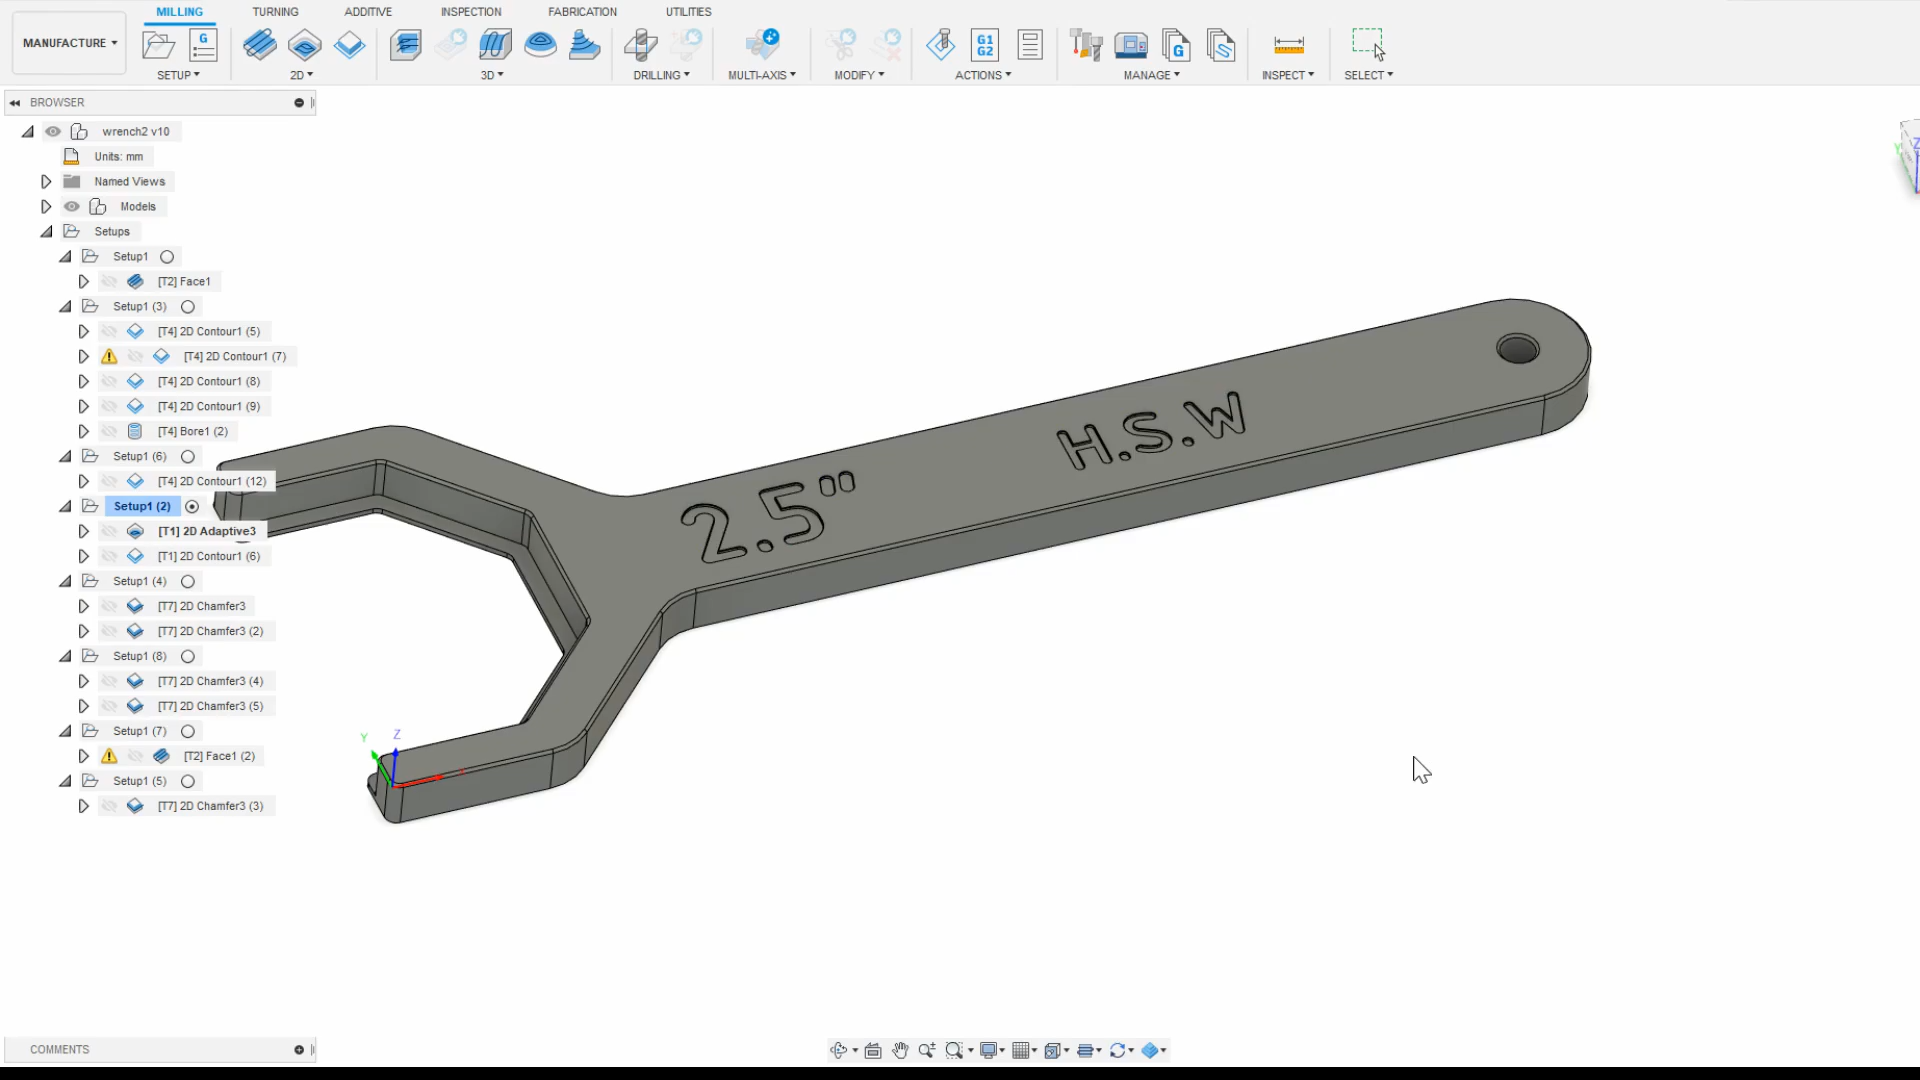 MILLING TURNING ADDITIVE INSPECTION FABRICATION UTILITIES
MANUFACTURE
G G1 G2 G
SETUP 2D 3D DRILLING MULTI-AXIS MODIFY ACTIONS MANAGE INSPECT SELECT
BROWSER
wrench2 v10
Units: mm
Named Views
Models
Setups
Setup1
[T2] Face1
Setup1 (3)
[T4] 2D Contour1 (5)
[T4] 2D Contour1 (7)
[T4] 2D Contour1 (8)
[T4] 2D Contour1 (9)
[T4] Bore1 (2)
Setup1 (6)
[T4] 2D Contour1 (12)
Setup1 (2)
[T1] 2D Adaptive3
[T1] 2D Contour1 (6)
Setup1 (4)
[T7] 2D Chamfer3
[T7] 2D Chamfer3 (2)
Setup1 (8)
[T7] 2D Chamfer3 (4)
[T7] 2D Chamfer3 (5)
Setup1 (7)
[T2] Face1 (2)
Setup1 (5)
[T7] 2D Chamfer3 (3)
Y Z
2.5" H.S.W
Y Z
COMMENTS